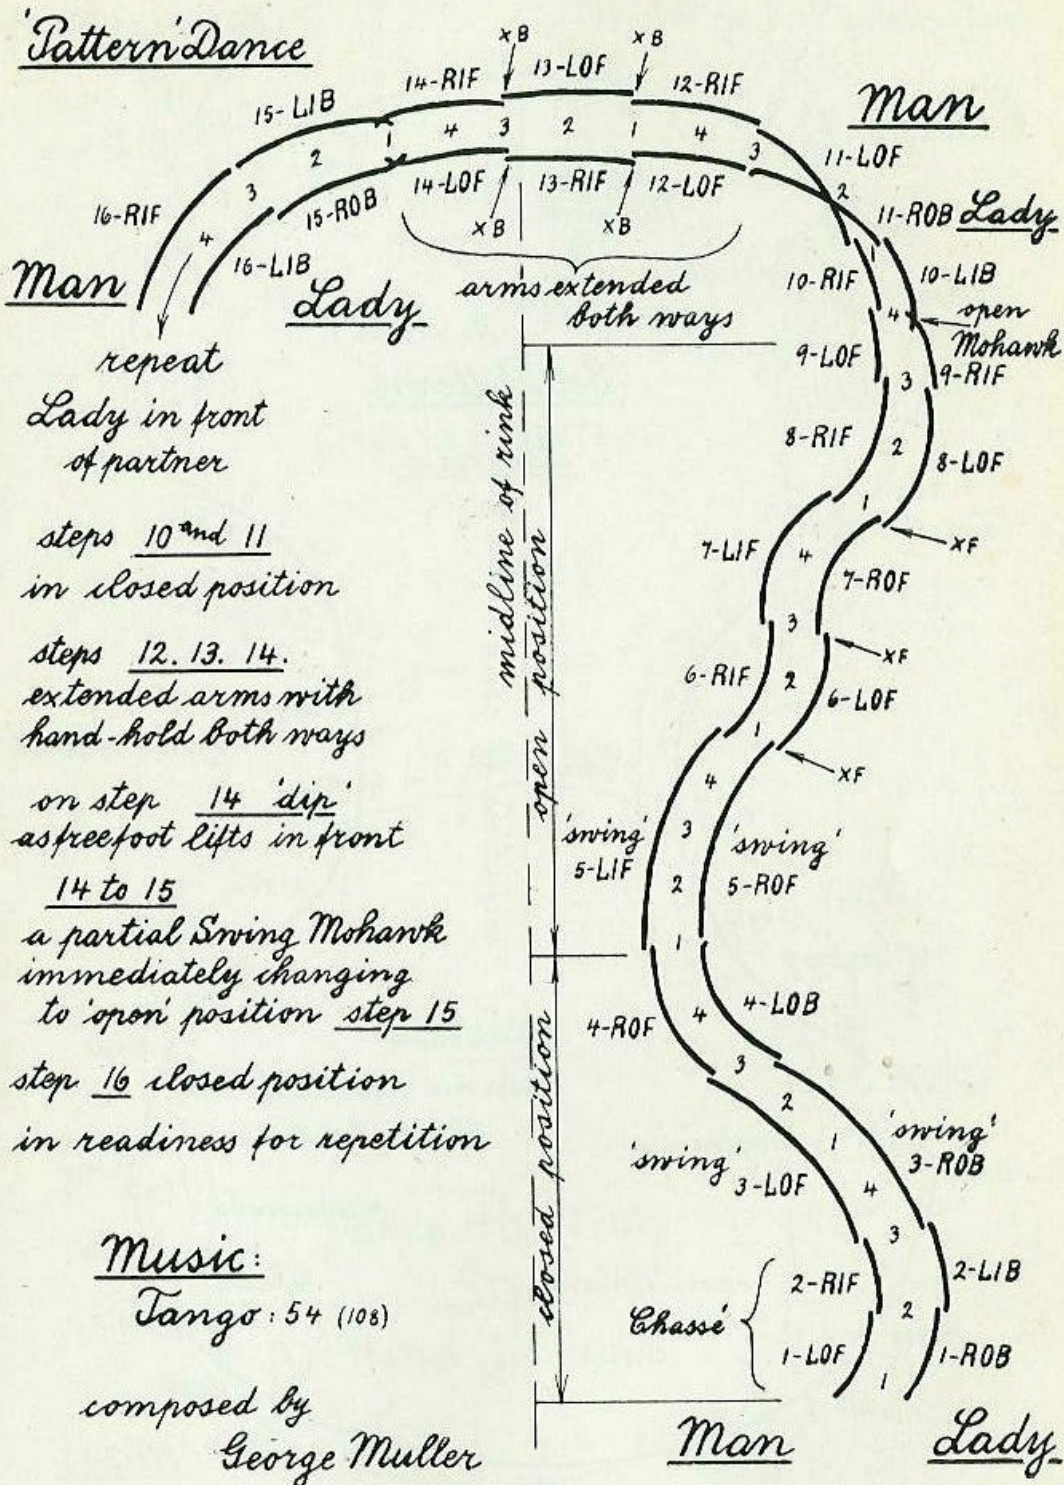 'Pattern' Dance
xB
xB
13-LOF
14-RIF
12-RIF
15-LIB
Man
4
3
2
1
4
3
1
2
11-LOF
2
16-RIF
3
14-LOF
13-RIF
12-LOF
15-ROB
xB
xB
11-ROB Lady
1
4
16-LIB
10-RIF
10-LIB
Man
Lady
arms extended
both ways
4
open
Mohawk
repeat
Lady in front
of partner
9-LOF
3
9-RIF
8-RIF
2
8-LOF
1
steps 10 and 11
in closed position
midline of rink
open position
7-LIF
4
xF
7-ROF
3
steps 12. 13. 14.
extended arms with
hand-hold both ways
xF
6-RIF
2
6-LOF
1
xF
on step 14 'dip'
as free foot lifts in front
4
3
'swing'
5-LIF
'swing'
5-ROF
2
14 to 15
a partial Swing Mohawk
immediately changing
to 'open' position step 15
1
4-ROF
4
4-LOB
3
step 16 closed position
in readiness for repetition
closed position
2
1
'swing'
3-ROB
'swing'
3-LOF
4
3
Music:
Tango: 54 (108)
2-RIF
2-LIB
2
Chassé
1-LOF
1-ROB
1
composed by
George Muller
Man
Lady